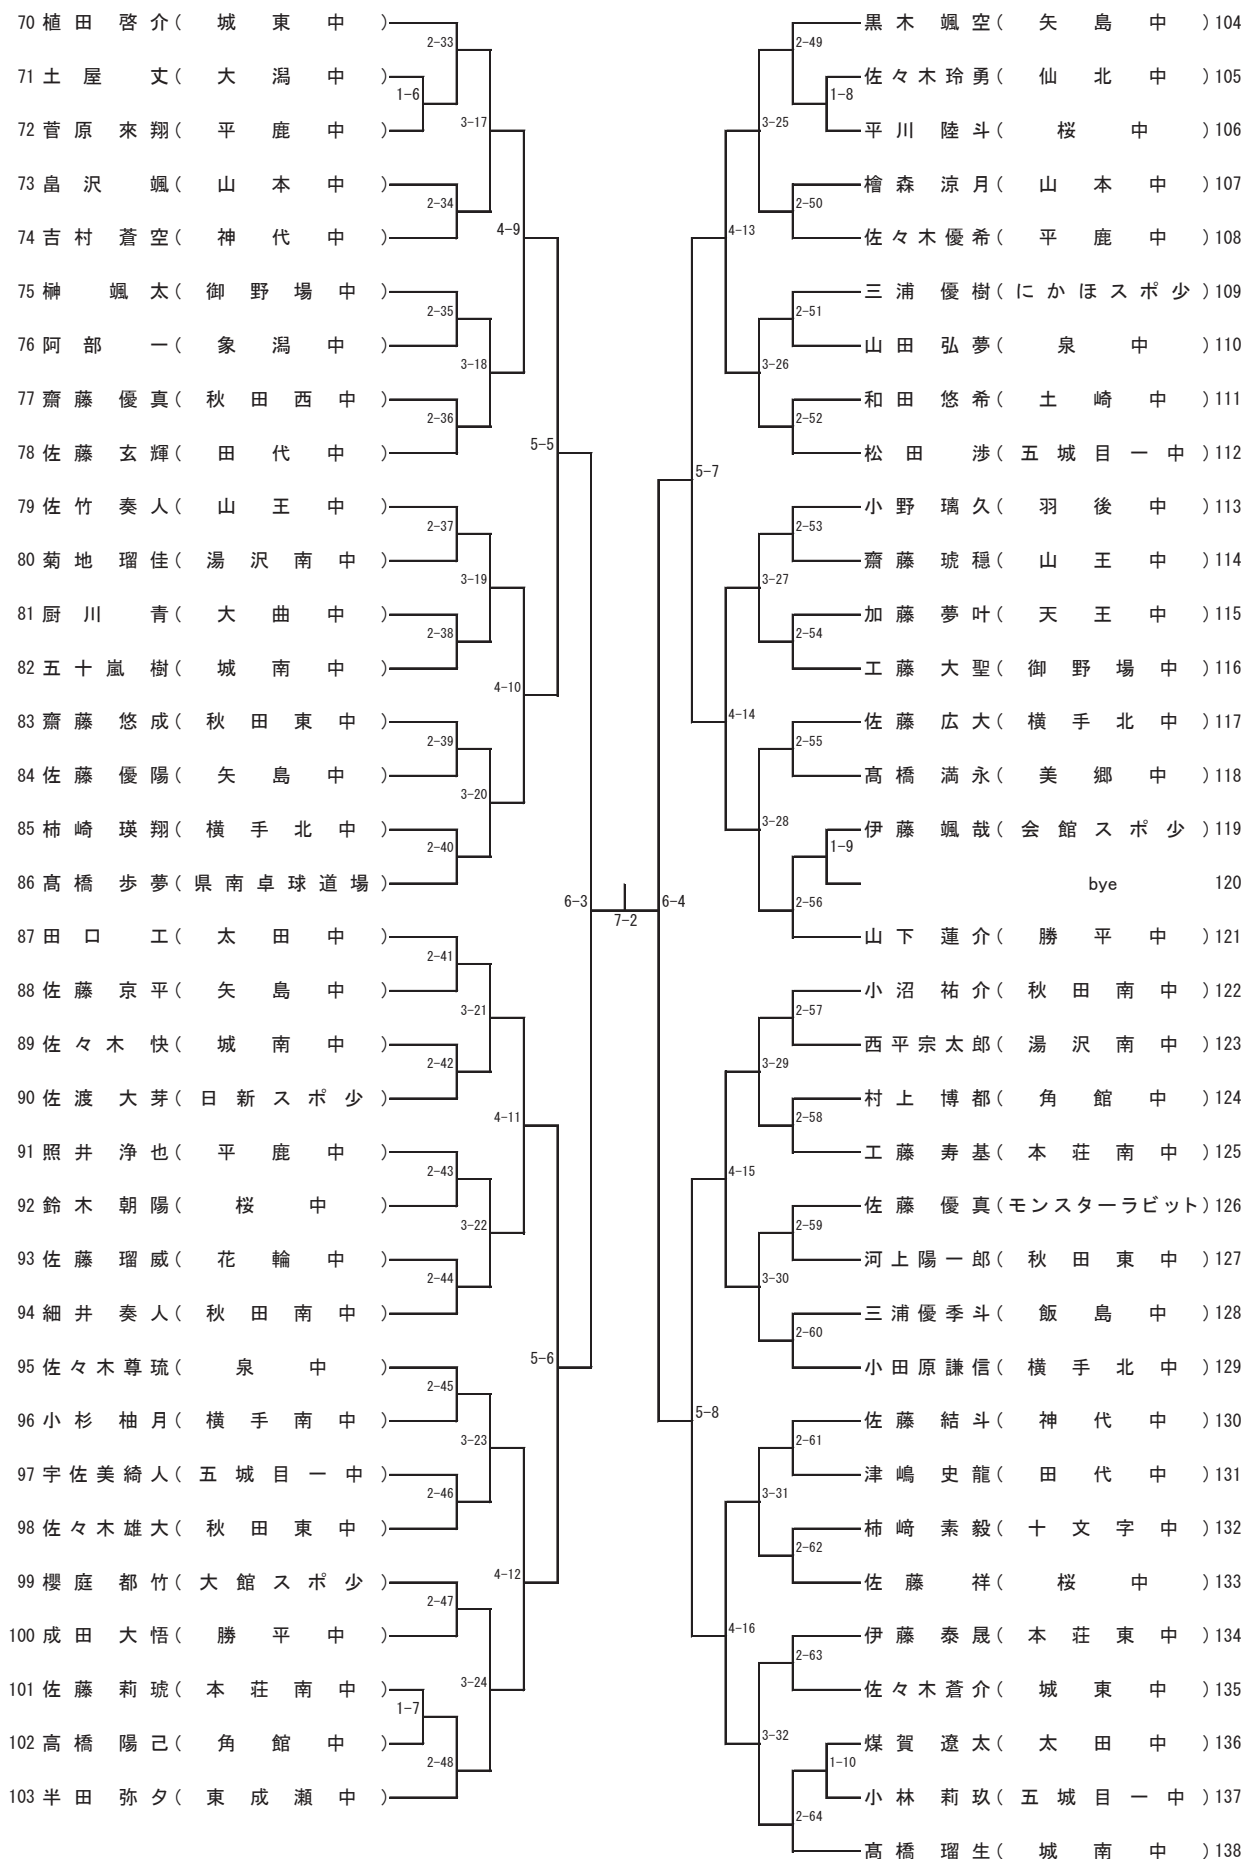 70 植田 啓介 ( 城東中 )
71 土屋 丈 ( 大潟中 )
72 菅原 來翔 ( 平鹿中 )
73 畠沢 颯 ( 山本中 )
74 吉村 蒼空 ( 神代中 )
75 榊 颯太 ( 御野場中 )
76 阿部 一 ( 象潟中 )
77 齋藤 優真 ( 秋田西中 )
78 佐藤 玄輝 ( 田代中 )
79 佐竹 奏人 ( 山王中 )
80 菊地 瑠佳 ( 湯沢南中 )
81 厨川 青 ( 大曲中 )
82 五十嵐 樹 ( 城南中 )
83 齋藤 悠成 ( 秋田東中 )
84 佐藤 優陽 ( 矢島中 )
85 柿崎 瑛翔 ( 横手北中 )
86 髙橋 歩夢 ( 県南卓球道場 )
87 田口 工 ( 太田中 )
88 佐藤 京平 ( 矢島中 )
89 佐々木 快 ( 城南中 )
90 佐渡 大芽 ( 日新スポ少 )
91 照井 浄也 ( 平鹿中 )
92 鈴木 朝陽 ( 桜中 )
93 佐藤 瑠威 ( 花輪中 )
94 細井 奏人 ( 秋田南中 )
95 佐々木尊琉 ( 泉中 )
96 小杉 柚月 ( 横手南中 )
97 宇佐美綺人 ( 五城目一中 )
98 佐々木雄大 ( 秋田東中 )
99 櫻庭 都竹 ( 大館スポ少 )
100 成田 大悟 ( 勝平中 )
101 佐藤 莉琥 ( 本荘南中 )
102 高橋 陽己 ( 角館中 )
103 半田 弥夕 ( 東成瀬中 )
1-6
1-7
2-33
2-34
2-35
2-36
2-37
2-38
2-39
2-40
2-41
2-42
2-43
2-44
2-45
2-46
2-47
2-48
3-17
3-18
3-19
3-20
3-21
3-22
3-23
3-24
4-9
4-10
4-11
4-12
5-5
5-6
6-3
7-2
6-4
5-7
5-8
4-13
4-14
4-15
4-16
3-25
3-26
3-27
3-28
3-29
3-30
3-31
3-32
2-49
2-50
2-51
2-52
2-53
2-54
2-55
2-56
2-57
2-58
2-59
2-60
2-61
2-62
2-63
2-64
1-8
1-9
1-10
黒木 颯空 ( 矢島中 ) 104
佐々木玲勇 ( 仙北中 ) 105
平川 陸斗 ( 桜中 ) 106
檜森 涼月 ( 山本中 ) 107
佐々木優希 ( 平鹿中 ) 108
三浦 優樹 ( にかほスポ少 ) 109
山田 弘夢 ( 泉中 ) 110
和田 悠希 ( 土崎中 ) 111
松田 渉 ( 五城目一中 ) 112
小野 璃久 ( 羽後中 ) 113
齋藤 琥穏 ( 山王中 ) 114
加藤 夢叶 ( 天王中 ) 115
工藤 大聖 ( 御野場中 ) 116
佐藤 広大 ( 横手北中 ) 117
髙橋 満永 ( 美郷中 ) 118
伊藤 颯哉 ( 会館スポ少 ) 119
bye 120
山下 蓮介 ( 勝平中 ) 121
小沼 祐介 ( 秋田南中 ) 122
西平宗太郎 ( 湯沢南中 ) 123
村上 博都 ( 角館中 ) 124
工藤 寿基 ( 本荘南中 ) 125
佐藤 優真 ( モンスターラビット ) 126
河上陽一郎 ( 秋田東中 ) 127
三浦優季斗 ( 飯島中 ) 128
小田原謙信 ( 横手北中 ) 129
佐藤 結斗 ( 神代中 ) 130
津嶋 史龍 ( 田代中 ) 131
柿﨑 素毅 ( 十文字中 ) 132
佐藤 祥 ( 桜中 ) 133
伊藤 泰晟 ( 本荘東中 ) 134
佐々木蒼介 ( 城東中 ) 135
煤賀 遼太 ( 太田中 ) 136
小林 莉玖 ( 五城目一中 ) 137
髙橋 瑠生 ( 城南中 ) 138